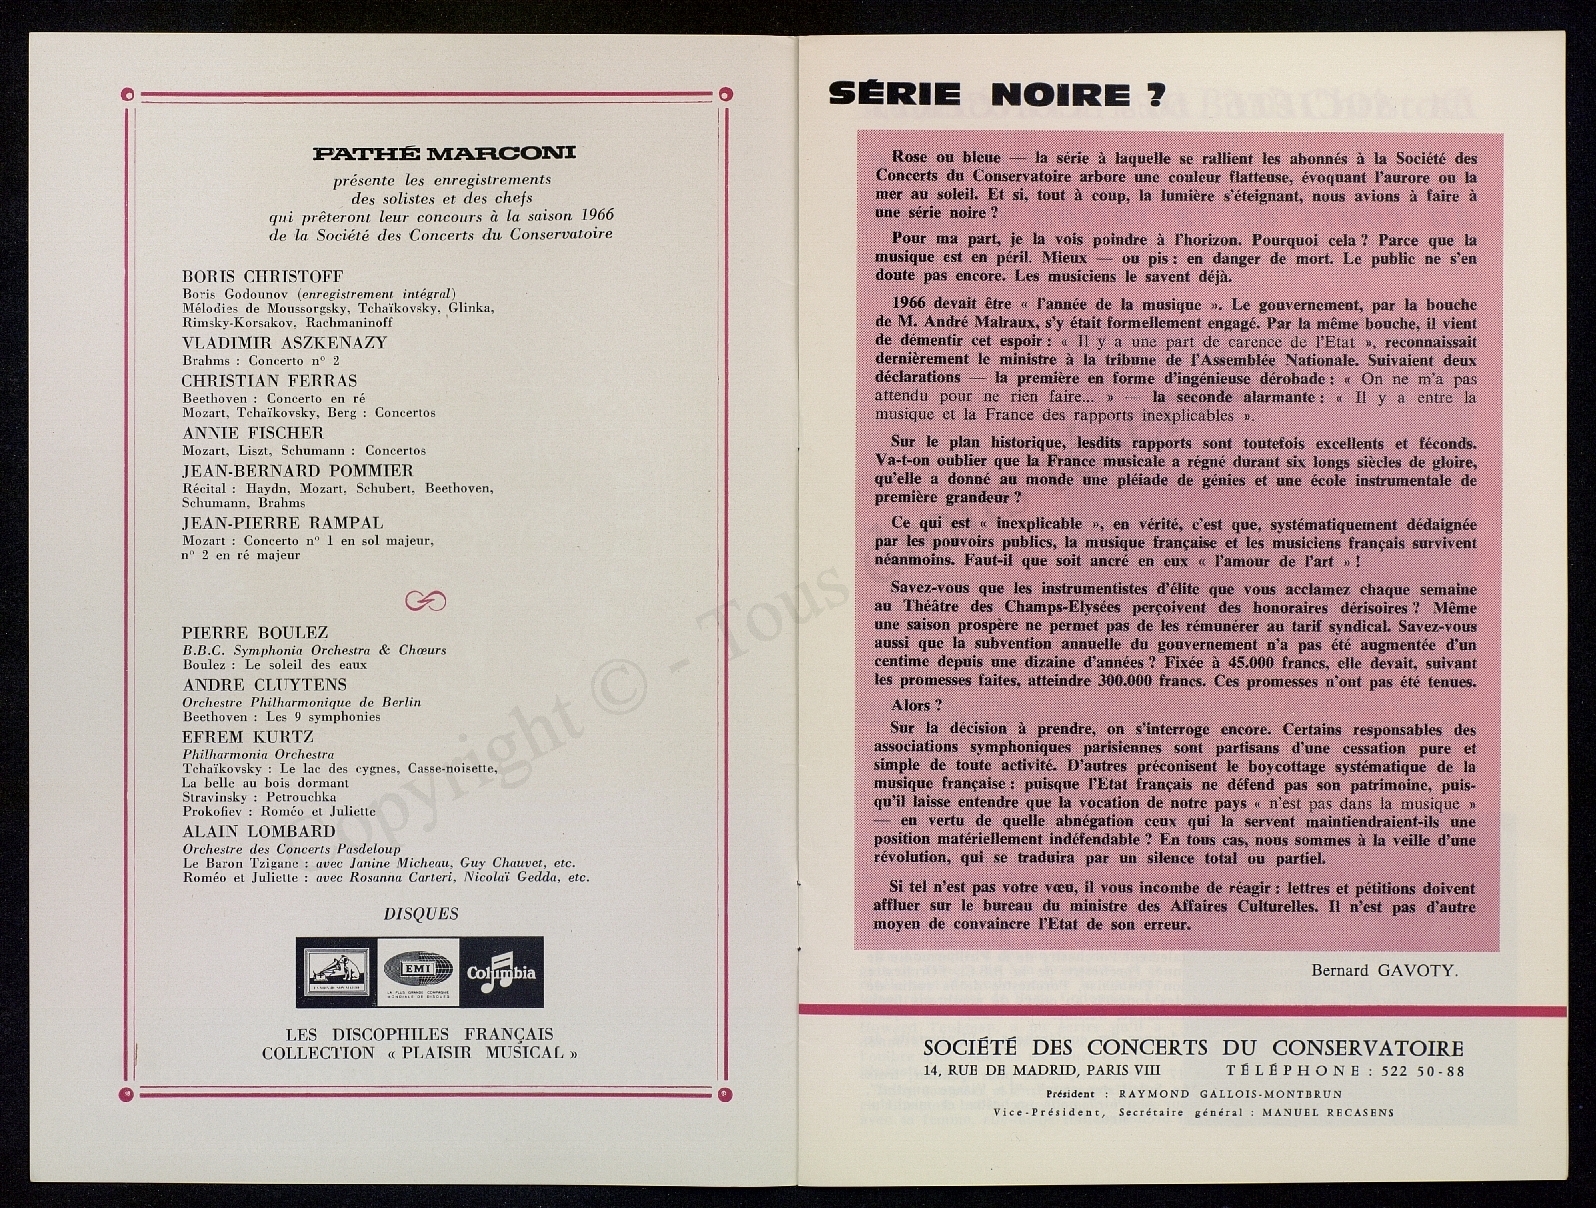 PATHÉ MARCONI
présente les enregistrements
des solistes et des chefs
qui prêteront leur concours à la saison 1966
de la Société des Concerts du Conservatoire
BORIS CHRISTOFF
Boris Godounov (enregistrement intégral)
Mélodies de Moussorgsky, Tchaïkovsky, Glinka,
Rimsky-Korsakov, Rachmaninoff
VLADIMIR ASZKENAZY
Brahms : Concerto n° 2
CHRISTIAN FERRAS
Beethoven : Concerto en ré
Mozart, Tchaïkovsky, Berg : Concertos
ANNIE FISCHER
Mozart, Liszt, Schumann : Concertos
JEAN-BERNARD POMMIER
Récital : Haydn, Mozart, Schubert, Beethoven,
Schumann, Brahms
JEAN-PIERRE RAMPAL
Mozart : Concerto n° 1 en sol majeur,
n° 2 en ré majeur
PIERRE BOULEZ
B.B.C. Symphonia Orchestra & Chœurs
Boulez : Le soleil des eaux
ANDRE CLUYTENS
Orchestre Philharmonique de Berlin
Beethoven : Les 9 symphonies
EFREM KURTZ
Philharmonia Orchestra
Tchaïkovsky : Le lac des cygnes, Casse-noisette,
La belle au bois dormant
Stravinsky : Petrouchka
Prokofiev : Roméo et Juliette
ALAIN LOMBARD
Orchestre des Concerts Pasdeloup
Le Baron Tzigane : avec Janine Micheau, Guy Chauvet, etc.
Roméo et Juliette : avec Rosanna Carteri, Nicolaï Gedda, etc.
DISQUES
EMI
LA PLUS GRANDE COMPAGNIE
MONDIALE DE DISQUES
Columbia
LES DISCOPHILES FRANÇAIS
COLLECTION « PLAISIR MUSICAL »
SÉRIE NOIRE ?
Rose ou bleue — la série à laquelle se rallient les abonnés à la Société des
Concerts du Conservatoire arbore une couleur flatteuse, évoquant l'aurore ou la
mer au soleil. Et si, tout à coup, la lumière s'éteignant, nous avions à faire à
une série noire ?
Pour ma part, je la vois poindre à l'horizon. Pourquoi cela ? Parce que la
musique est en péril. Mieux — ou pis : en danger de mort. Le public ne s'en
doute pas encore. Les musiciens le savent déjà.
1966 devait être « l'année de la musique ». Le gouvernement, par la bouche
de M. André Malraux, s'y était formellement engagé. Par la même bouche, il vient
de démentir cet espoir : « Il y a une part de carence de l'Etat », reconnaissait
dernièrement le ministre à la tribune de l'Assemblée Nationale. Suivaient deux
déclarations — la première en forme d'ingénieuse dérobade : « On ne m'a pas
attendu pour ne rien faire... » — la seconde alarmante : « Il y a entre la
musique et la France des rapports inexplicables ».
Sur le plan historique, lesdits rapports sont toutefois excellents et féconds.
Va-t-on oublier que la France musicale a régné durant six longs siècles de gloire,
qu'elle a donné au monde une pléiade de génies et une école instrumentale de
première grandeur ?
Ce qui est « inexplicable », en vérité, c'est que, systématiquement dédaignée
par les pouvoirs publics, la musique française et les musiciens français survivent
néanmoins. Faut-il que soit ancré en eux « l'amour de l'art » !
Savez-vous que les instrumentistes d'élite que vous acclamez chaque semaine
au Théâtre des Champs-Elysées perçoivent des honoraires dérisoires ? Même
une saison prospère ne permet pas de les rémunérer au tarif syndical. Savez-vous
aussi que la subvention annuelle du gouvernement n'a pas été augmentée d'un
centime depuis une dizaine d'années ? Fixée à 45.000 francs, elle devait, suivant
les promesses faites, atteindre 300.000 francs. Ces promesses n'ont pas été tenues.
Alors ?
Sur la décision à prendre, on s'interroge encore. Certains responsables des
associations symphoniques parisiennes sont partisans d'une cessation pure et
simple de toute activité. D'autres préconisent le boycottage systématique de la
musique française : puisque l'Etat français ne défend pas son patrimoine, puis-
qu'il laisse entendre que la vocation de notre pays « n'est pas dans la musique »
— en vertu de quelle abnégation ceux qui la servent maintiendraient-ils une
position matériellement indéfendable ? En tous cas, nous sommes à la veille d'une
révolution, qui se traduira par un silence total ou partiel.
Si tel n'est pas votre vœu, il vous incombe de réagir : lettres et pétitions doivent
affluer sur le bureau du ministre des Affaires Culturelles. Il n'est pas d'autre
moyen de convaincre l'Etat de son erreur.
Bernard GAVOTY.
SOCIÉTÉ DES CONCERTS DU CONSERVATOIRE
14, RUE DE MADRID, PARIS VIII TÉLÉPHONE : 522 50-88
Président : RAYMOND GALLOIS-MONTBRUN
Vice-Président, Secrétaire général : MANUEL RECASENS
Copyright © - Tous